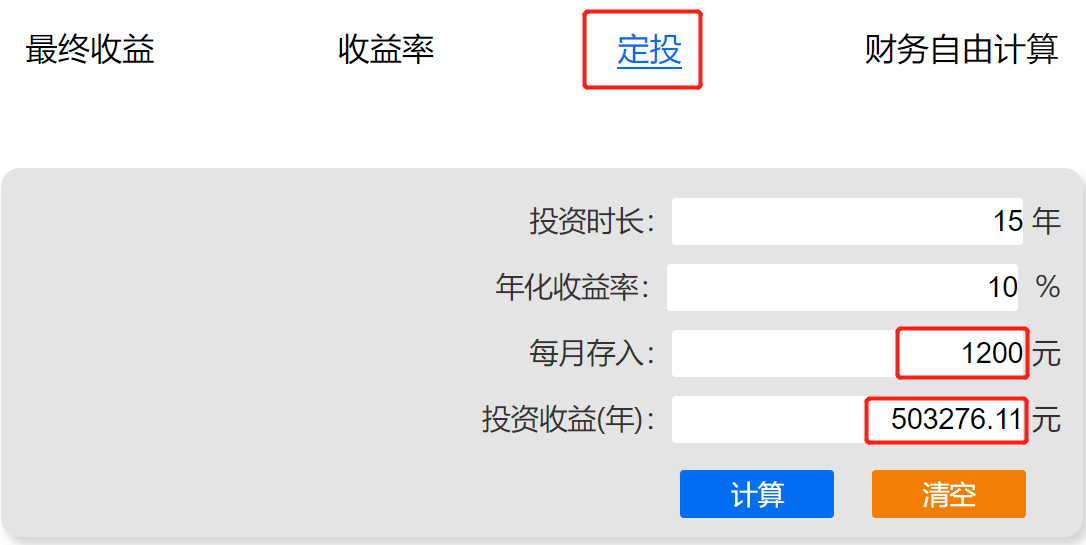 最终收益 收益率 定投 财务自由计算
投资时长： 15 年
年化收益率： 10 %
每月存入： 1200 元
投资收益(年)： 503276.11 元
计算 清空